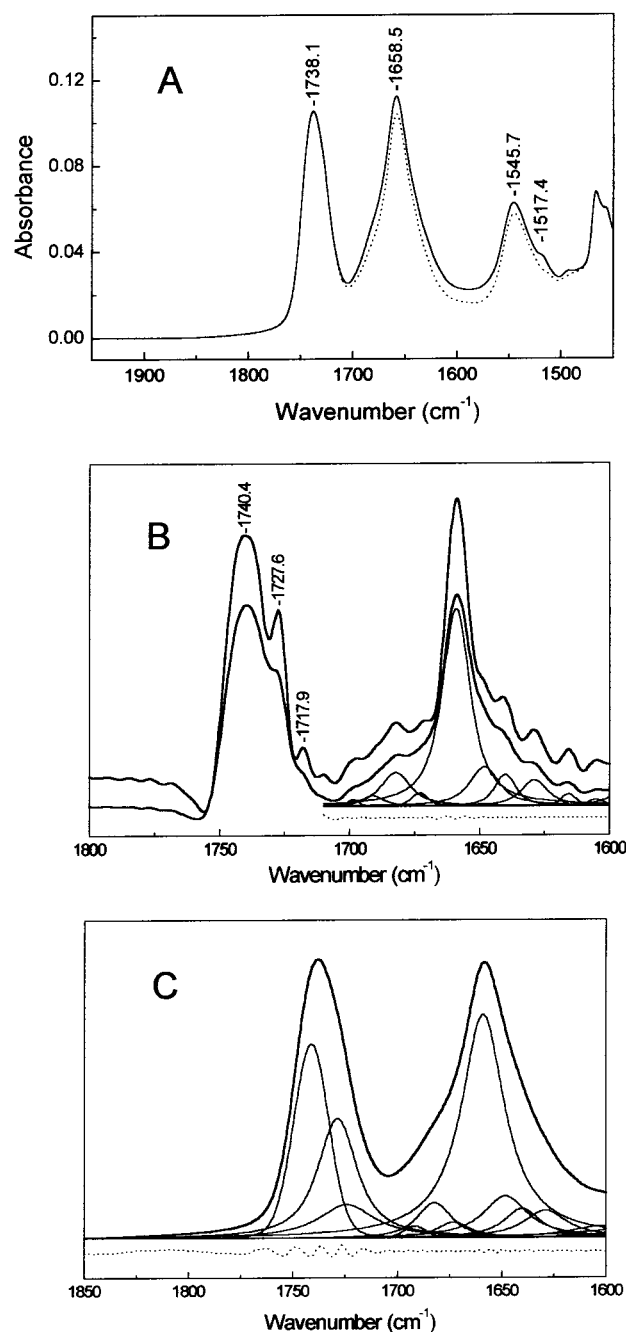 A
-1738.1
-1658.5
-1545.7
-1517.4
0.12
0.08
0.04
0.00
Absorbance
1900 1800 1700 1600 1500
Wavenumber (cm⁻¹)
B
-1740.4
-1727.6
-1717.9
1800 1750 1700 1650 1600
Wavenumber (cm⁻¹)
C
1850 1800 1750 1700 1650 1600
Wavenumber (cm⁻¹)